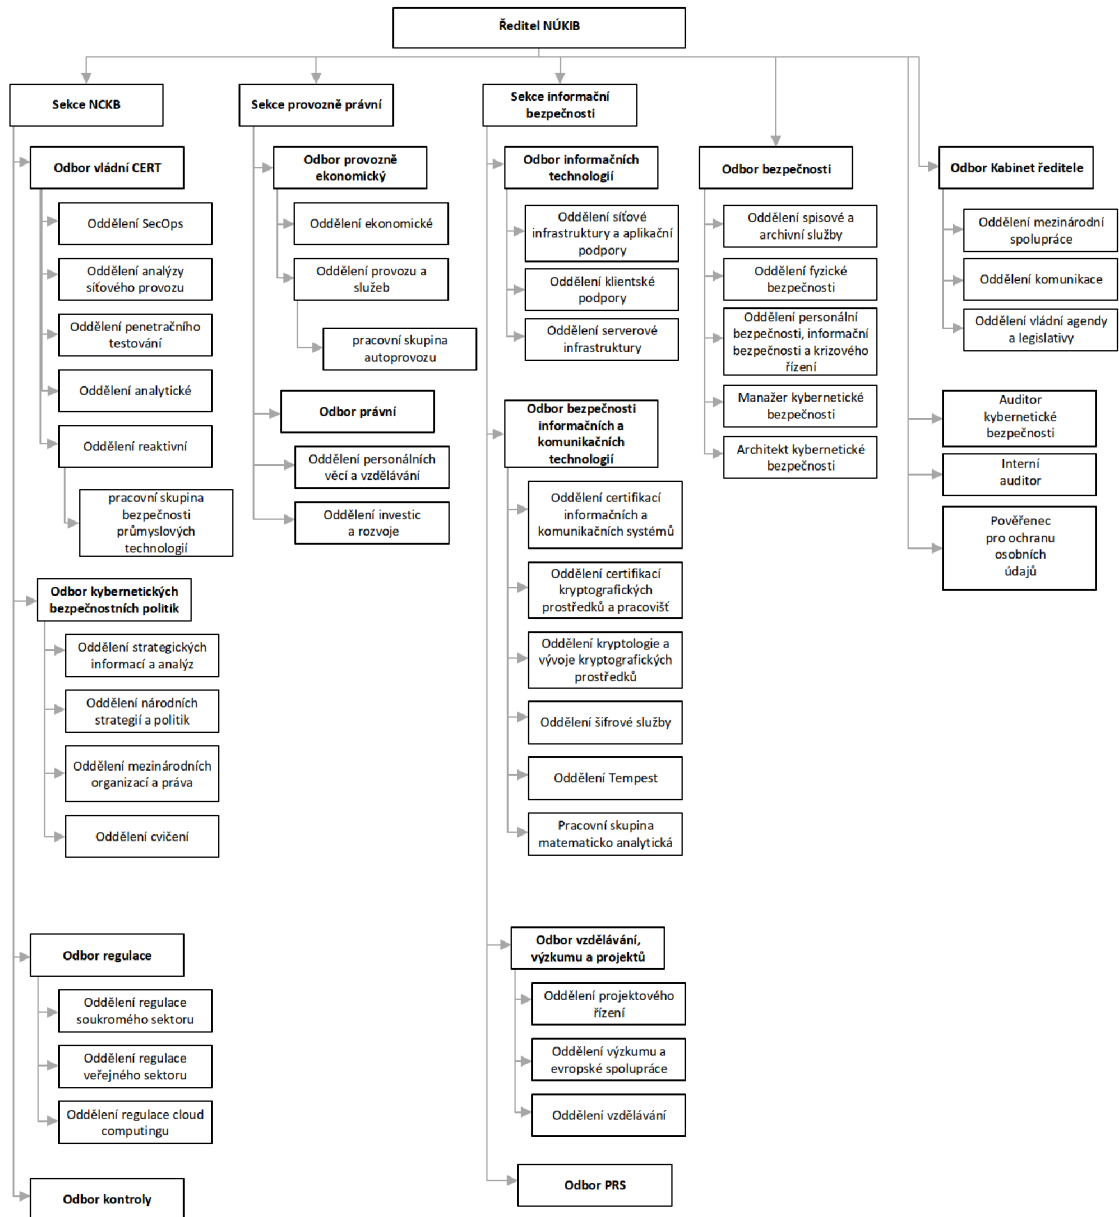 Ředitel NÚKIB
Sekce NCKB
Odbor vládní CERT
Oddělení SecOps
Oddělení analýzy
síťového provozu
Oddělení penetračního
testování
Oddělení analytické
Oddělení reaktivní
pracovní skupina
bezpečnosti
průmyslových
technologií
Odbor kybernetických
bezpečnostních politik
Oddělení strategických
informací a analýz
Oddělení národních
strategií a politik
Oddělení mezinárodních
organizací a práva
Oddělení cvičení
Odbor regulace
Oddělení regulace
soukromého sektoru
Oddělení regulace
veřejného sektoru
Oddělení regulace cloud
computingu
Odbor kontroly
Sekce provozně právní
Odbor provozně
ekonomický
Oddělení ekonomické
Oddělení provozu a
služeb
pracovní skupina
autoprovozu
Odbor právní
Oddělení personálních
věcí a vzdělávání
Oddělení investic
a rozvoje
Sekce informační
bezpečnosti
Odbor informačních
technologií
Oddělení síťové
infrastruktury a aplikační
podpory
Oddělení klientské
podpory
Oddělení serverové
infrastruktury
Odbor bezpečnosti
informačních a
komunikačních
technologií
Oddělení certifikací
informačních a
komunikačních systémů
Oddělení certifikací
kryptografických
prostředků a pracovišť
Oddělení kryptologie a
vývoje kryptografických
prostředků
Oddělení šifrové služby
Oddělení Tempest
Pracovní skupina
matematicko analytická
Odbor vzdělávání,
výzkumu a projektů
Oddělení projektového
řízení
Oddělení výzkumu a
evropské spolupráce
Oddělení vzdělávání
Odbor PRS
Odbor bezpečnosti
Oddělení spisové a
archivní služby
Oddělení fyzické
bezpečnosti
Oddělení personální
bezpečnosti, informační
bezpečnosti a krizového
řízení
Manažer kybernetické
bezpečnosti
Architekt kybernetické
bezpečnosti
Odbor Kabinet ředitele
Oddělení mezinárodní
spolupráce
Oddělení komunikace
Oddělení vládní agendy
a legislativy
Auditor
kybernetické
bezpečnosti
Interní
auditor
Pověřenec
pro ochranu
osobních
údajů